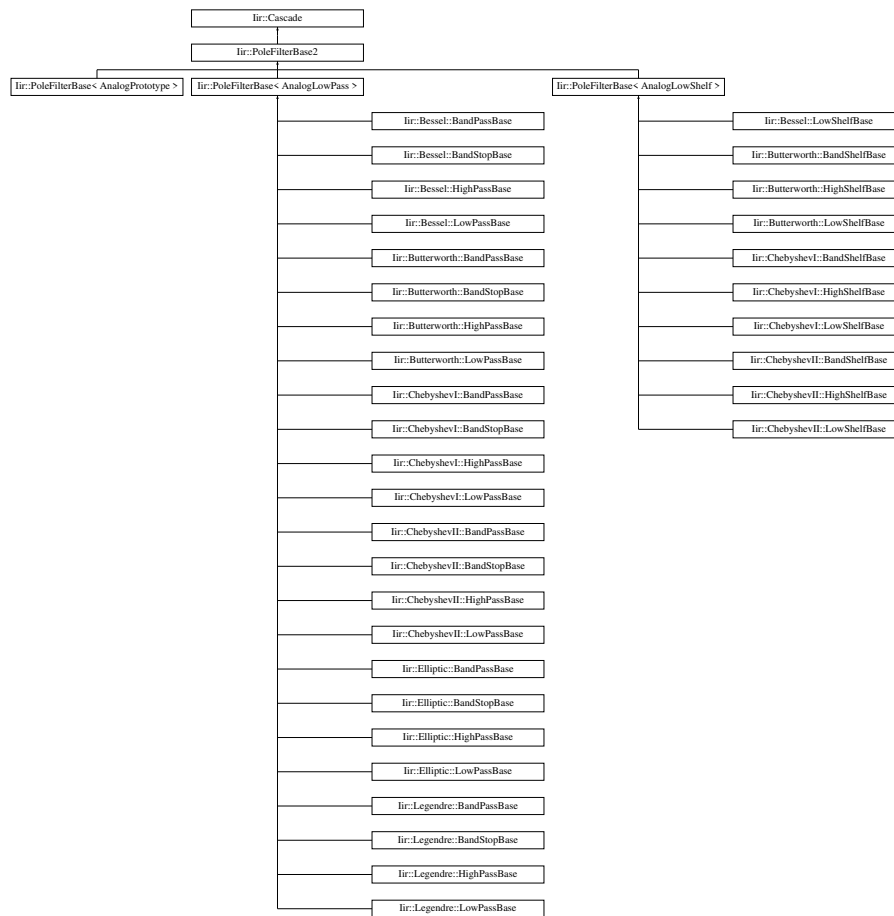 Iir::Cascade
Iir::PoleFilterBase2
Iir::PoleFilterBase< AnalogPrototype >
Iir::PoleFilterBase< AnalogLowPass >
Iir::PoleFilterBase< AnalogLowShelf >
Iir::Bessel::BandPassBase
Iir::Bessel::LowShelfBase
Iir::Bessel::BandStopBase
Iir::Butterworth::BandShelfBase
Iir::Bessel::HighPassBase
Iir::Butterworth::HighShelfBase
Iir::Bessel::LowPassBase
Iir::Butterworth::LowShelfBase
Iir::Butterworth::BandPassBase
Iir::ChebyshevI::BandShelfBase
Iir::Butterworth::BandStopBase
Iir::ChebyshevI::HighShelfBase
Iir::Butterworth::HighPassBase
Iir::ChebyshevI::LowShelfBase
Iir::Butterworth::LowPassBase
Iir::ChebyshevII::BandShelfBase
Iir::ChebyshevI::BandPassBase
Iir::ChebyshevII::HighShelfBase
Iir::ChebyshevI::BandStopBase
Iir::ChebyshevII::LowShelfBase
Iir::ChebyshevI::HighPassBase
Iir::ChebyshevI::LowPassBase
Iir::ChebyshevII::BandPassBase
Iir::ChebyshevII::BandStopBase
Iir::ChebyshevII::HighPassBase
Iir::ChebyshevII::LowPassBase
Iir::Elliptic::BandPassBase
Iir::Elliptic::BandStopBase
Iir::Elliptic::HighPassBase
Iir::Elliptic::LowPassBase
Iir::Legendre::BandPassBase
Iir::Legendre::BandStopBase
Iir::Legendre::HighPassBase
Iir::Legendre::LowPassBase